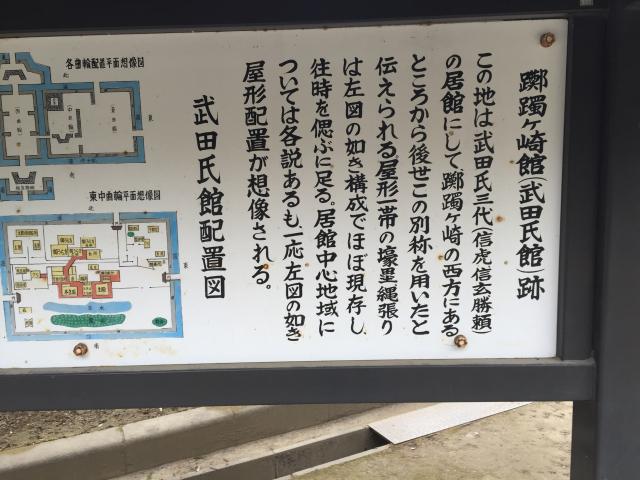 躑躅ヶ崎館(武田氏館)跡
この地は武田氏三代(信虎信玄勝頼)
の居館にして躑躅ヶ崎の西方にある
ところから後世この別称を用いたと
伝えられる屋形一帯の壕塁縄張り
は左図の如き構成でほぼ現存し
往時を偲ぶに足る。居館中心地域に
ついては各説あるも一応左図の如き
屋形配置が想像される。
武田氏館配置図
各曲輪配置平面想像図
東中曲輪平面想像図